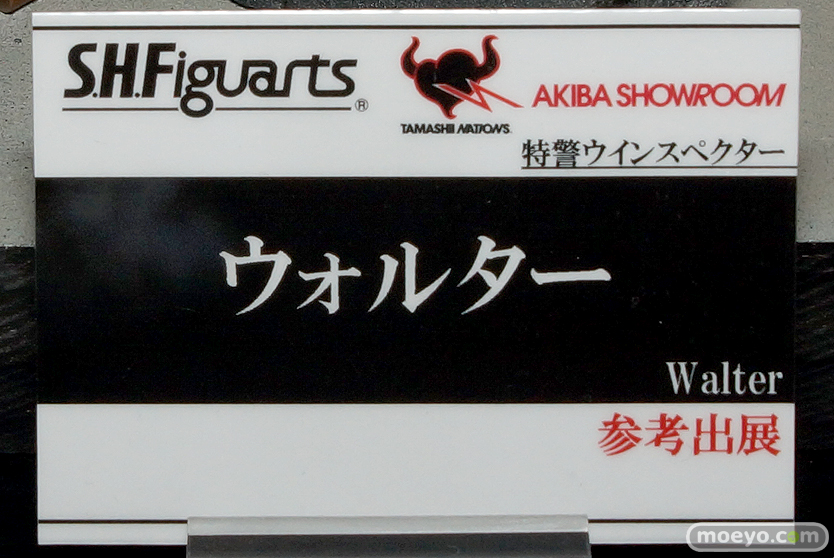 S.H.Figuarts®
TAMASHII NATIONS
AKIBA SHOWROOM
特警ウインスペクター
ウォルター
Walter
参考出展
moeyo.com